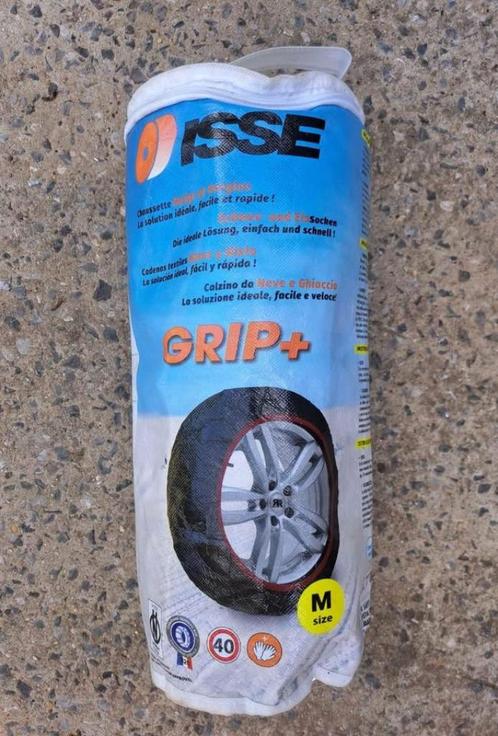 ISSE
Chaussette Neige et Verglas
La solution idéale, facile et rapide !
Schnee- und EisSocken
Die ideale Lösung, einfach und schnell !
Cadenas textiles Nieve y Hielo
La solución ideal, fácil y rápida !
Calzino da Neve e Ghiaccio
La soluzione ideale, facile e veloce!
GRIP+
M
size
40